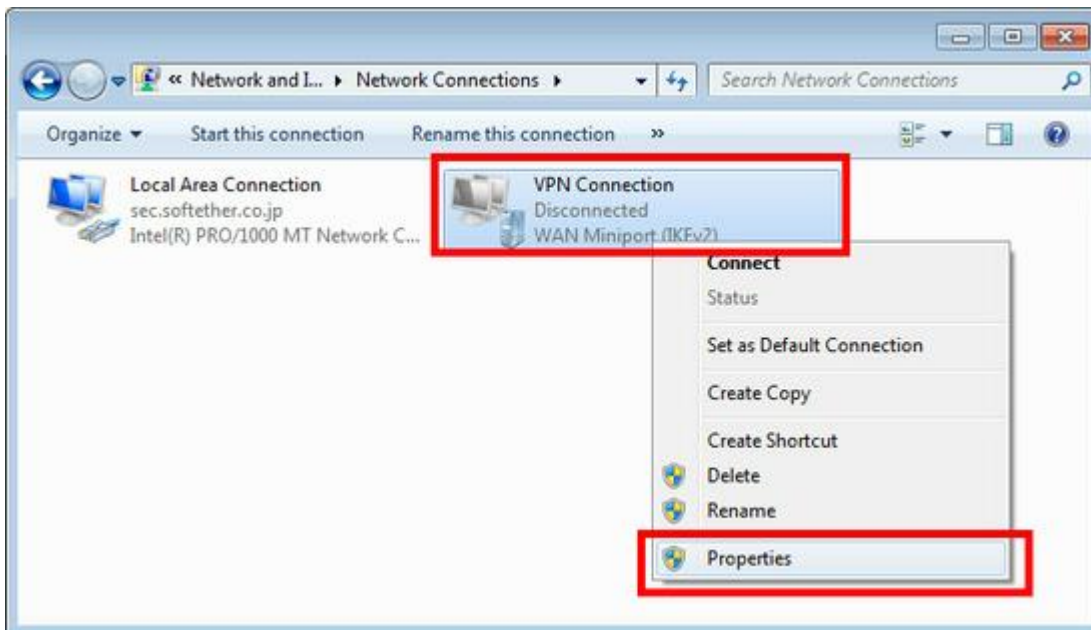 « Network and I... ▸ Network Connections ▸
Search Network Connections
Organize ▾ Start this connection Rename this connection »
Local Area Connection
sec.softether.co.jp
Intel(R) PRO/1000 MT Network C...
VPN Connection
Disconnected
WAN Miniport (IKEv2)
Connect
Status
Set as Default Connection
Create Copy
Create Shortcut
Delete
Rename
Properties